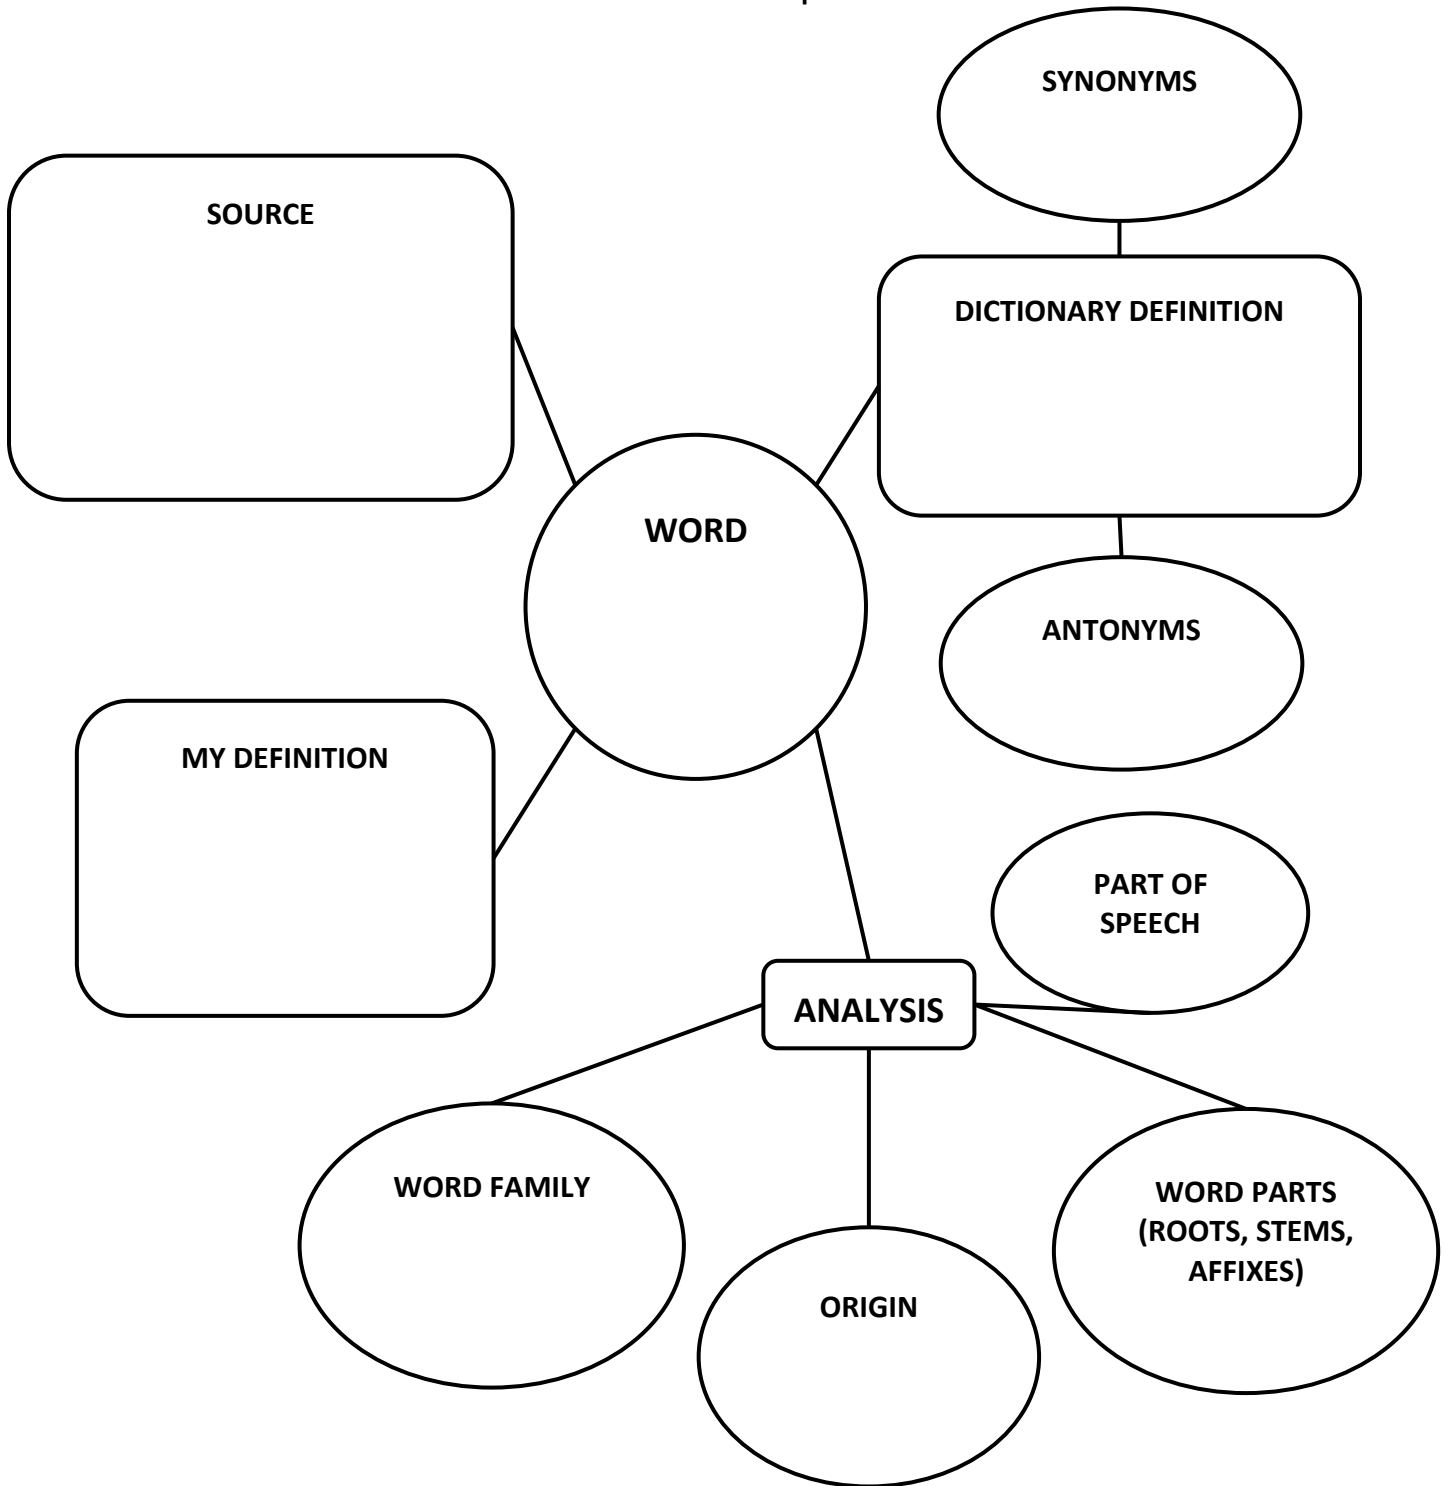 SYNONYMS
SOURCE
DICTIONARY DEFINITION
WORD
ANTONYMS
MY DEFINITION
PART OF
SPEECH
ANALYSIS
WORD FAMILY
WORD PARTS
(ROOTS, STEMS,
AFFIXES)
ORIGIN